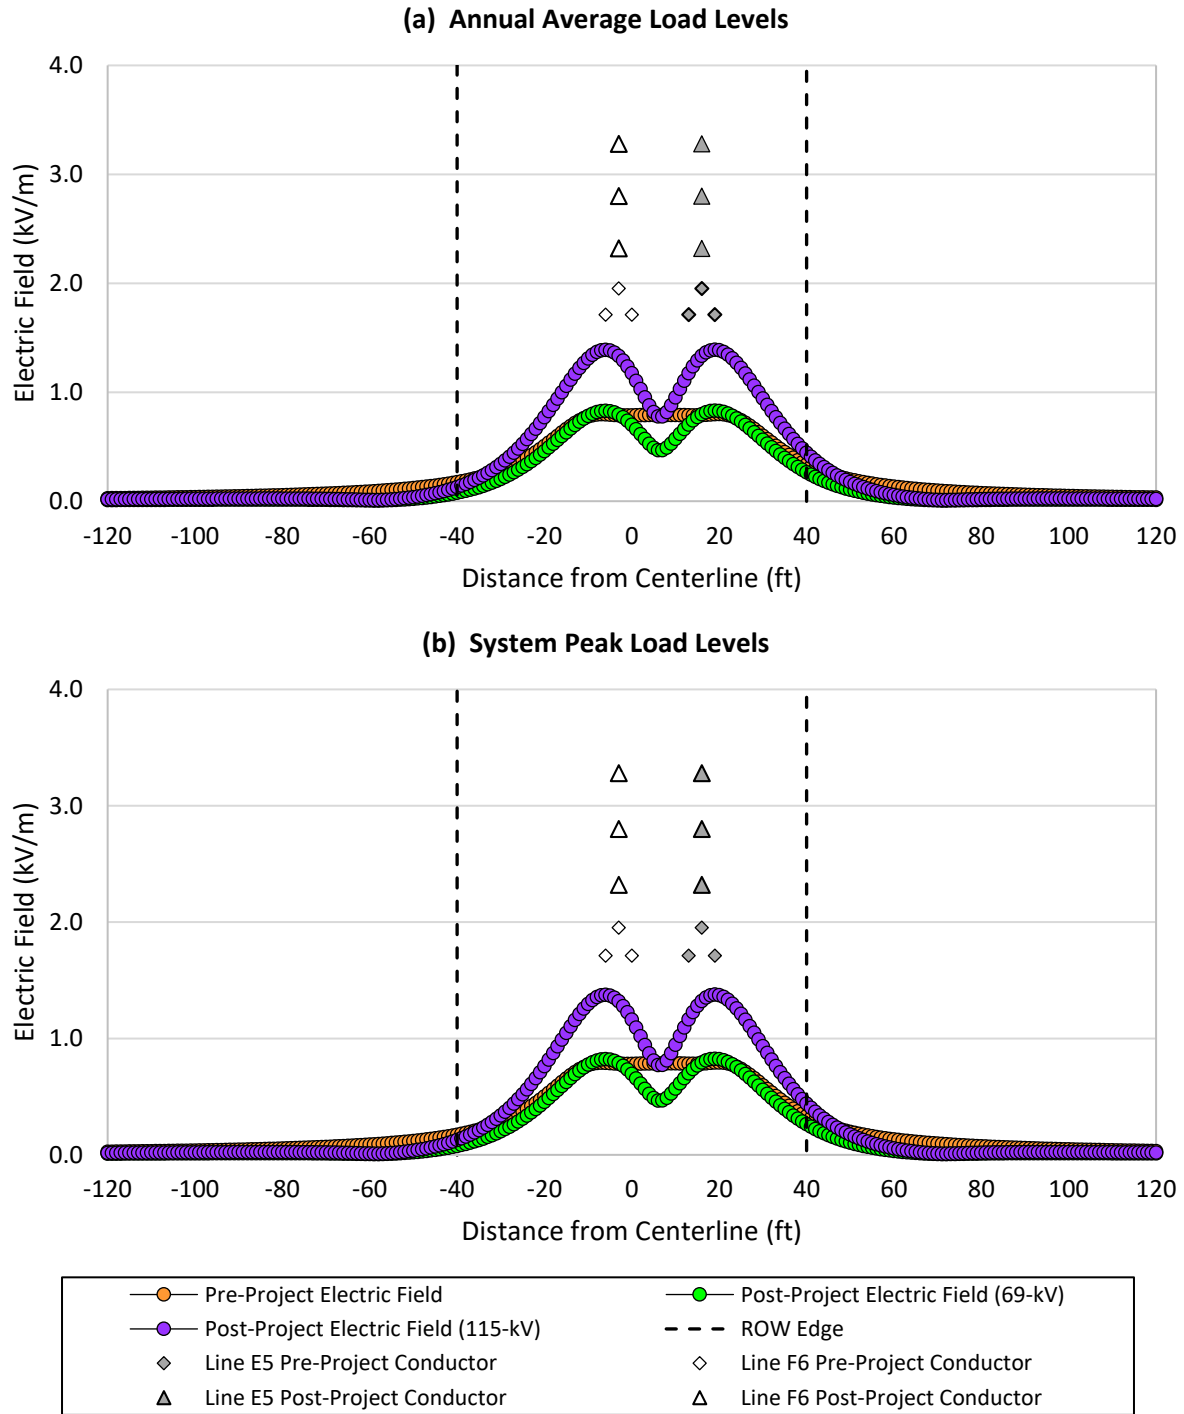 (a) Annual Average Load Levels
4.0
3.0
2.0
1.0
0.0
Electric Field (kV/m)
-120 -100 -80 -60 -40 -20 0 20 40 60 80 100 120
Distance from Centerline (ft)
(b) System Peak Load Levels
4.0
3.0
2.0
1.0
0.0
Electric Field (kV/m)
-120 -100 -80 -60 -40 -20 0 20 40 60 80 100 120
Distance from Centerline (ft)
Pre-Project Electric Field Post-Project Electric Field (69-kV)
Post-Project Electric Field (115-kV) ROW Edge
Line E5 Pre-Project Conductor Line F6 Pre-Project Conductor
Line E5 Post-Project Conductor Line F6 Post-Project Conductor